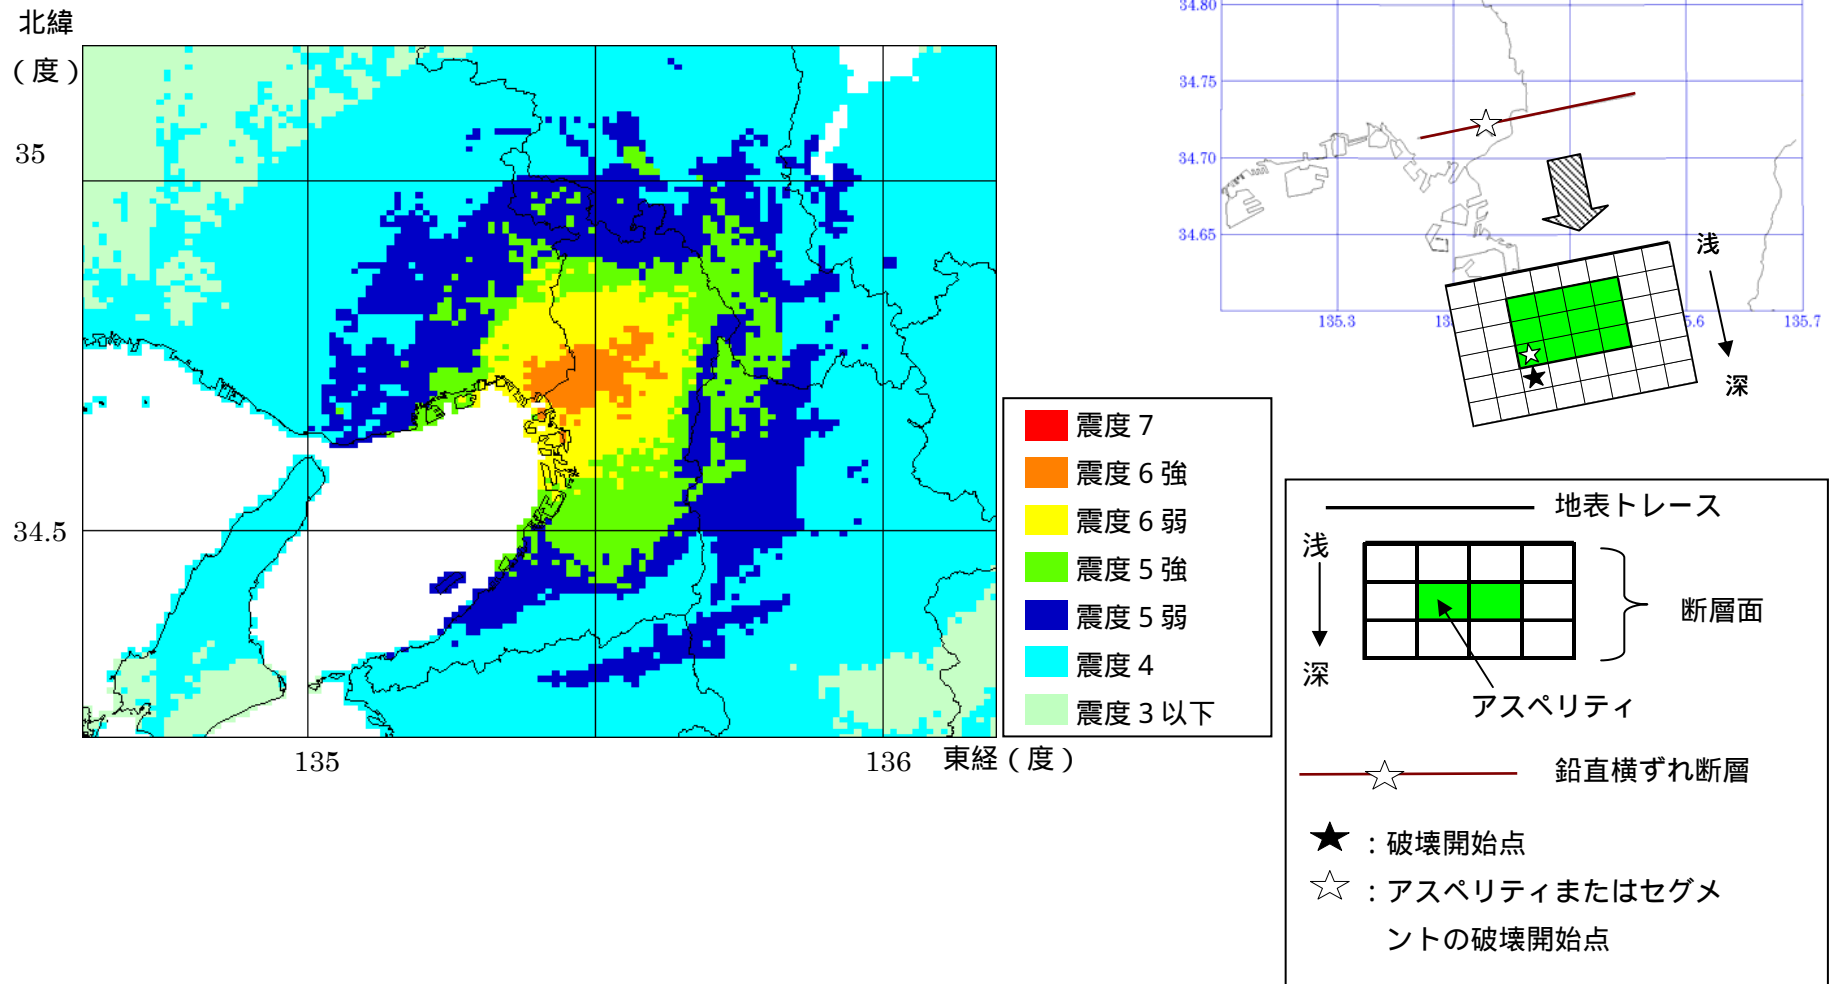 北緯
（度）
35
34.5
135
136
東経（度）
震度７
震度６強
震度６弱
震度５強
震度５弱
震度４
震度３以下
34.80
34.75
34.70
34.65
135.3
135.7
浅
深
地表トレース
浅
深
断層面
アスペリティ
鉛直横ずれ断層
：破壊開始点
：アスペリティまたはセグメ
ントの破壊開始点